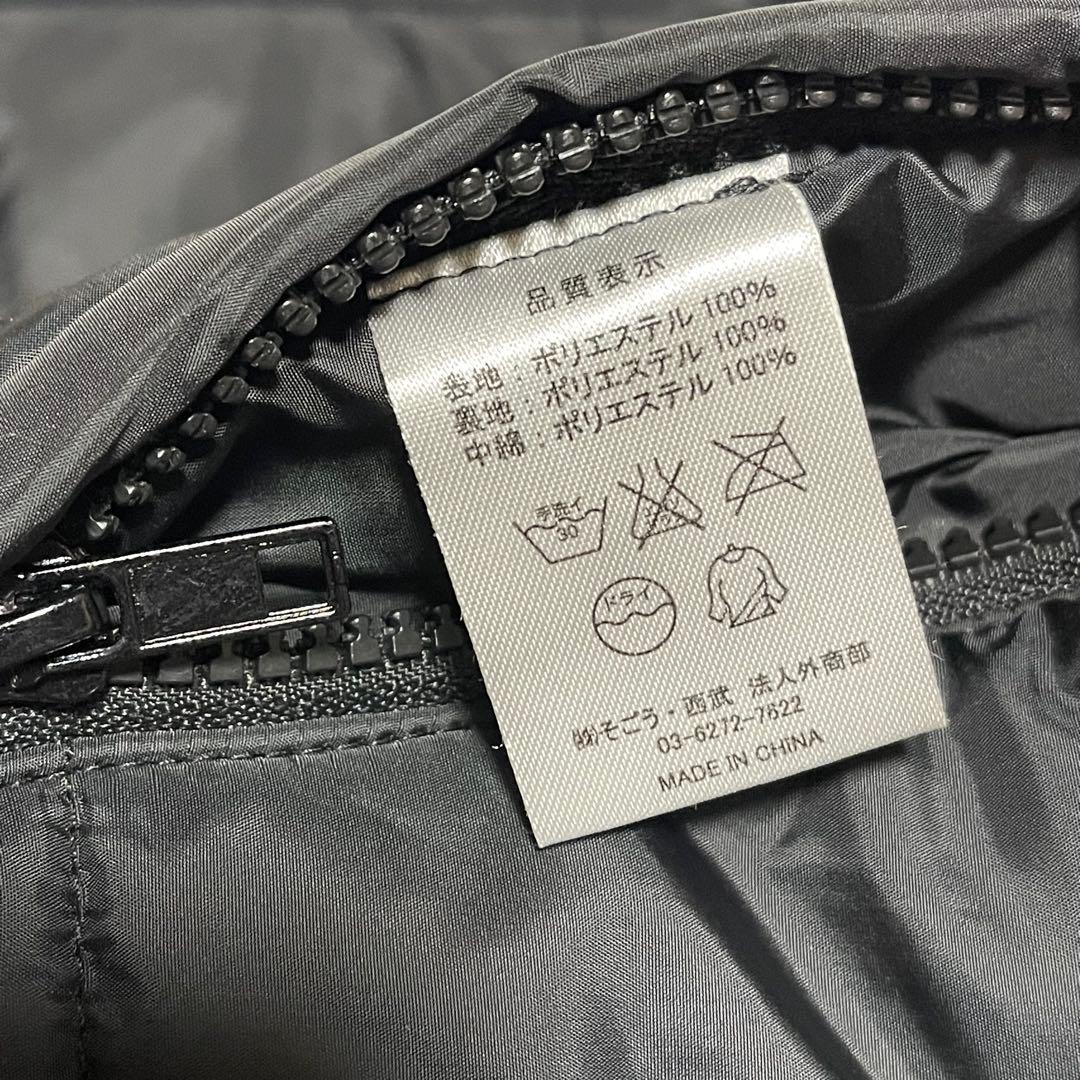 品質表示
表地：ポリエステル 100%
裏地：ポリエステル 100%
中綿：ポリエステル 100%
手洗イ
30
ドライ
㈱そごう・西武 法人外商部
03-6272-7822
MADE IN CHINA